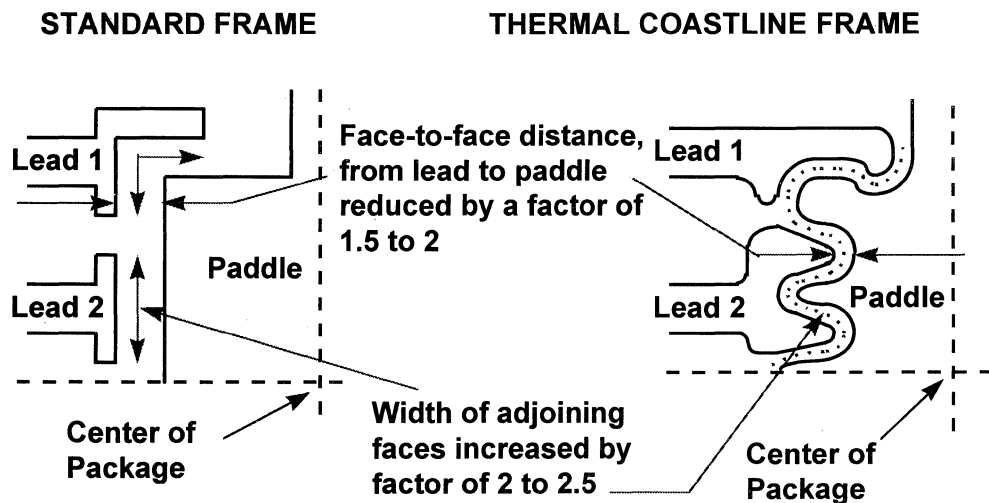 STANDARD FRAME
THERMAL COASTLINE FRAME
Lead 1
Lead 2
Paddle
Center of
Package
Face-to-face distance,
from lead to paddle
reduced by a factor of
1.5 to 2
Width of adjoining
faces increased by
factor of 2 to 2.5
Lead 1
Lead 2
Paddle
Center of
Package